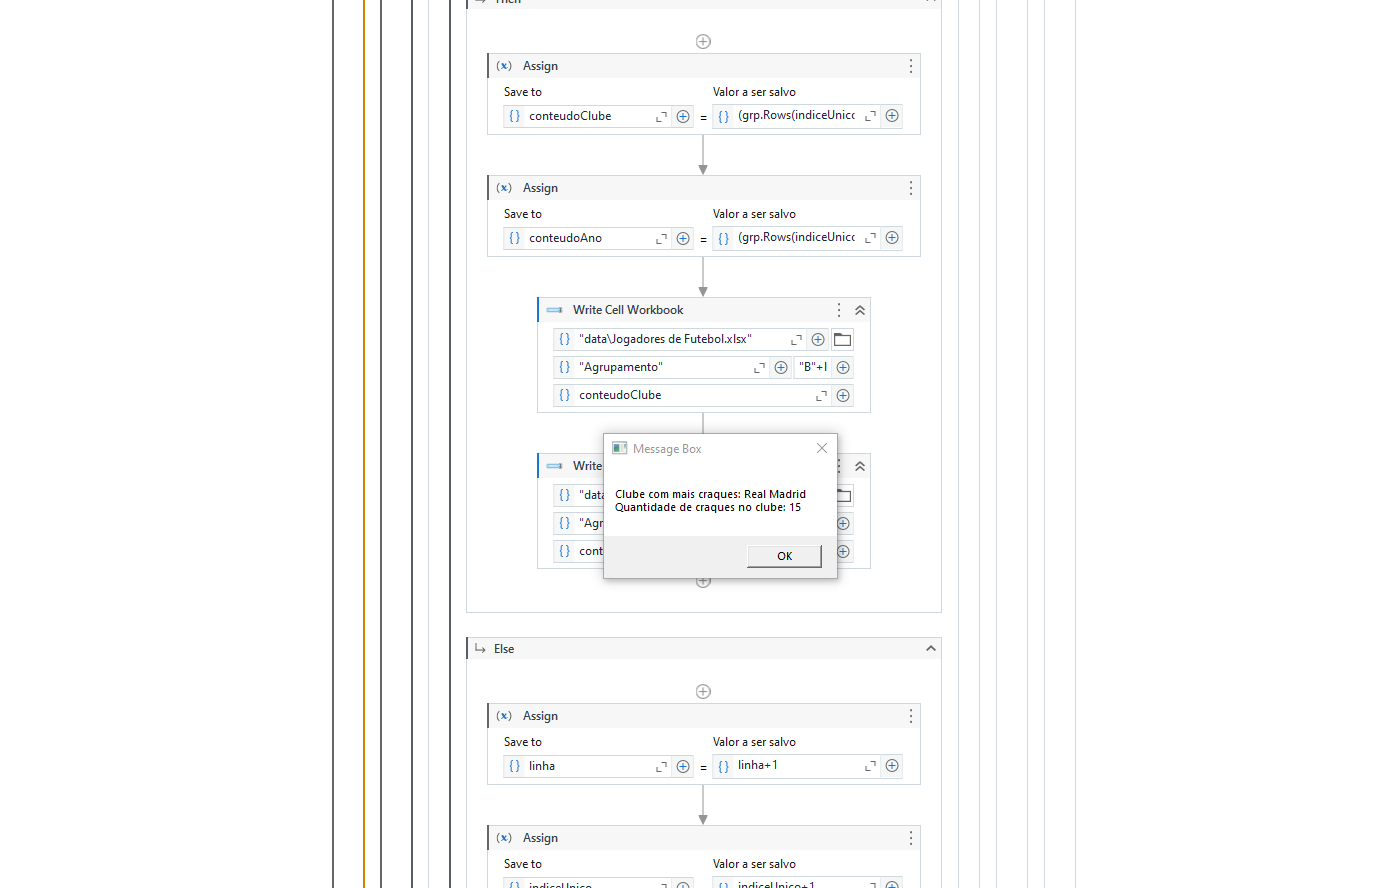 Then
Assign
Save to
Valor a ser salvo
conteudoClube
=
(grp.Rows(indiceUnico
Assign
Save to
Valor a ser salvo
conteudoAno
=
(grp.Rows(indiceUnico
Write Cell Workbook
"data\Jogadores de Futebol.xlsx"
"Agrupamento"
"B"+l
conteudoClube
Write
"data
"Agr
cont
Message Box
Clube com mais craques: Real Madrid
Quantidade de craques no clube: 15
OK
Else
Assign
Save to
Valor a ser salvo
linha
=
linha+1
Assign
Save to
Valor a ser salvo
indiceUnico
indiceUnico+1